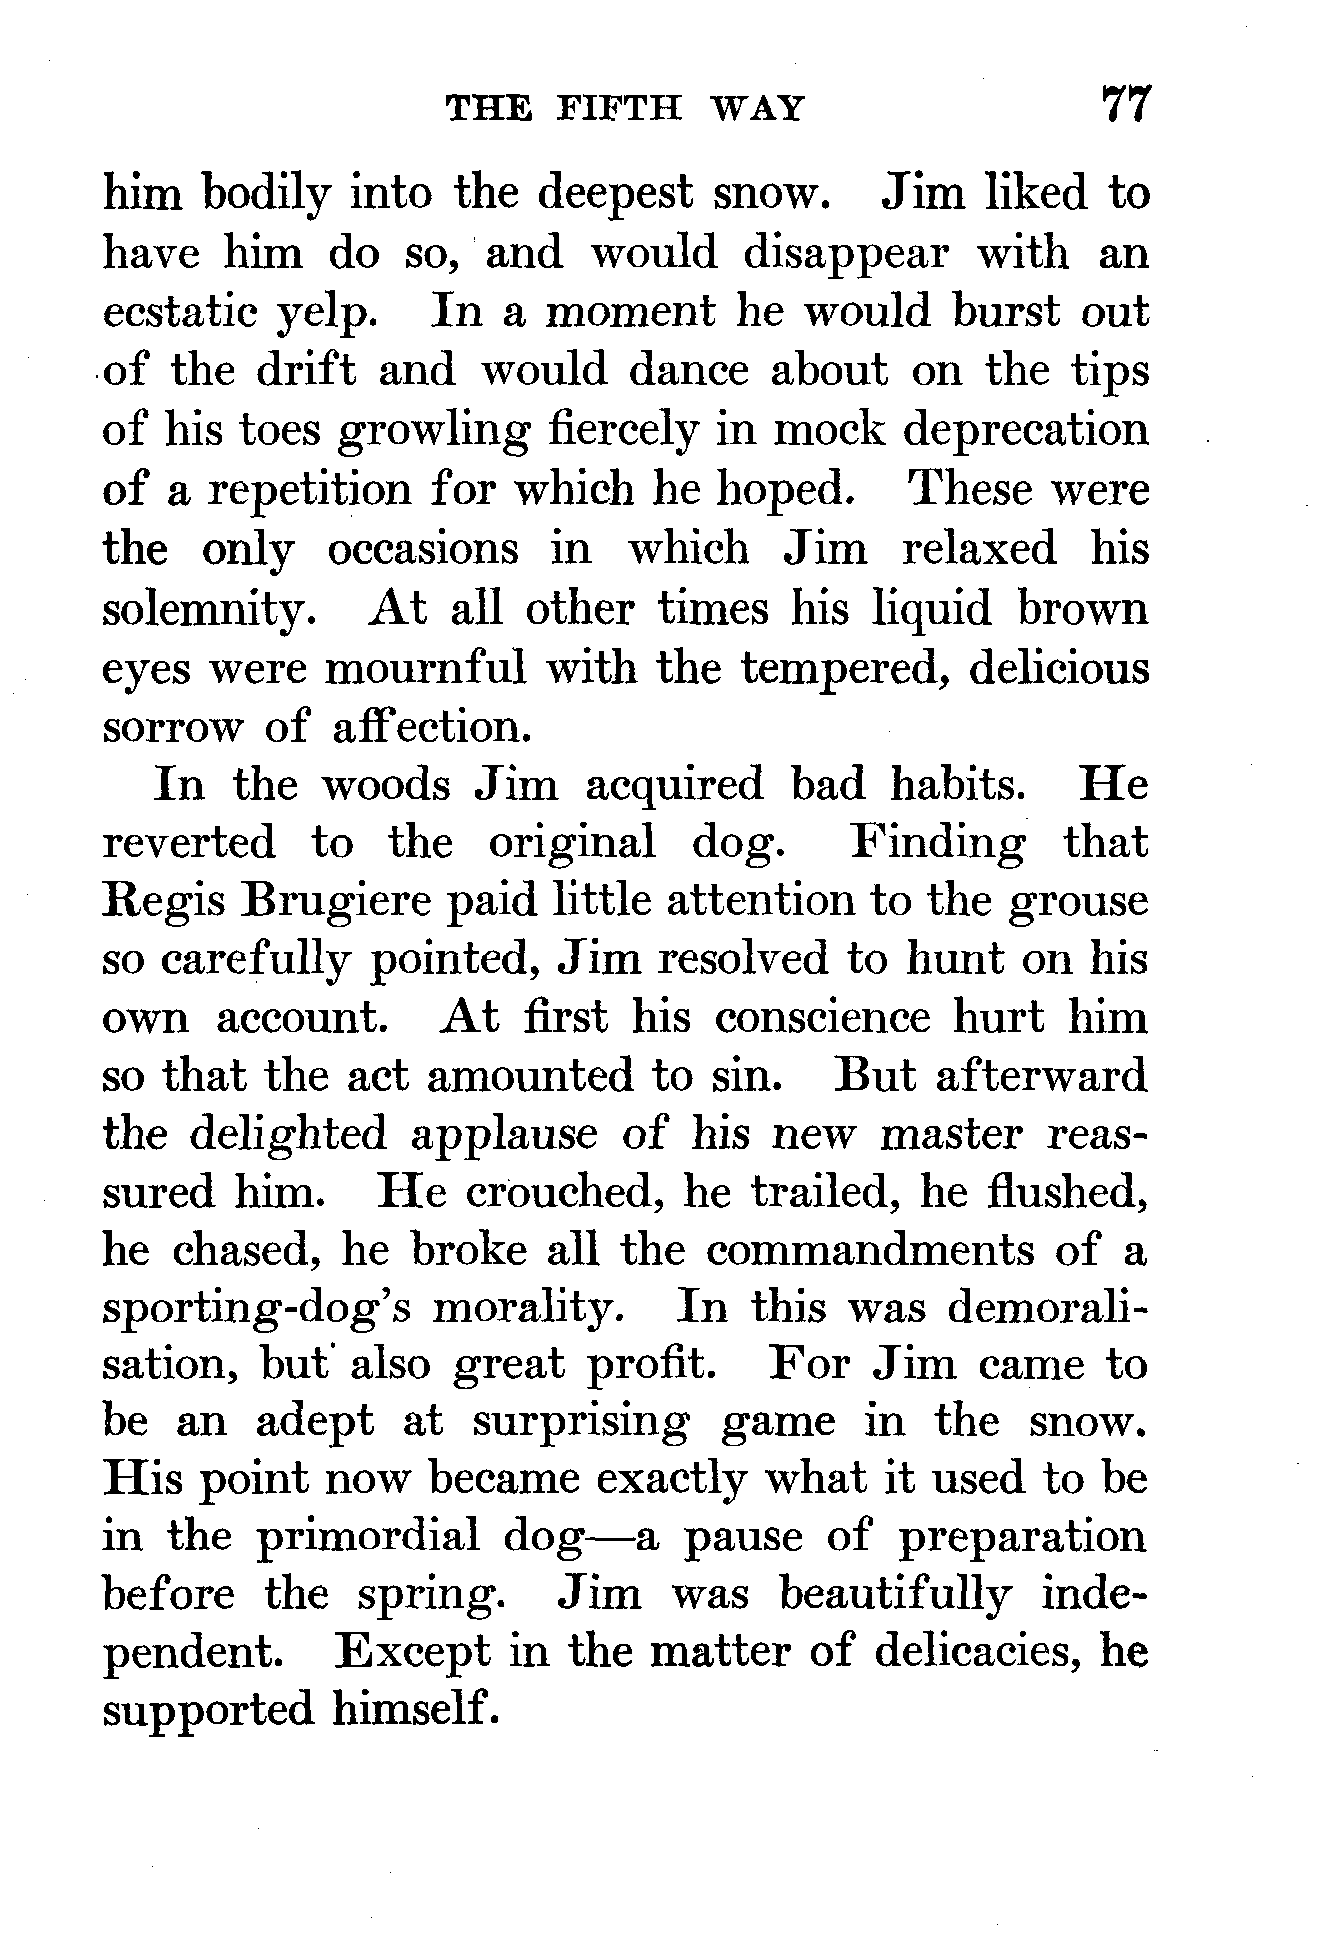 THE FIFTH WAY 77
him bodily into the deepest snow. Jim liked to
have him do so, and would disappear with an
ecstatic yelp. In a moment he would burst out
of the drift and would dance about on the tips
of his toes growling fiercely in mock deprecation
of a repetition for which he hoped. These were
the only occasions in which Jim relaxed his
solemnity. At all other times his liquid brown
eyes were mournful with the tempered, delicious
sorrow of affection.
In the woods Jim acquired bad habits. He
reverted to the original dog. Finding that
Regis Brugiere paid little attention to the grouse
so carefully pointed, Jim resolved to hunt on his
own account. At first his conscience hurt him
so that the act amounted to sin. But afterward
the delighted applause of his new master reas-
sured him. He crouched, he trailed, he flushed,
he chased, he broke all the commandments of a
sporting-dog's morality. In this was demorali-
sation, but also great profit. For Jim came to
be an adept at surprising game in the snow.
His point now became exactly what it used to be
in the primordial dog—a pause of preparation
before the spring. Jim was beautifully inde-
pendent. Except in the matter of delicacies, he
supported himself.